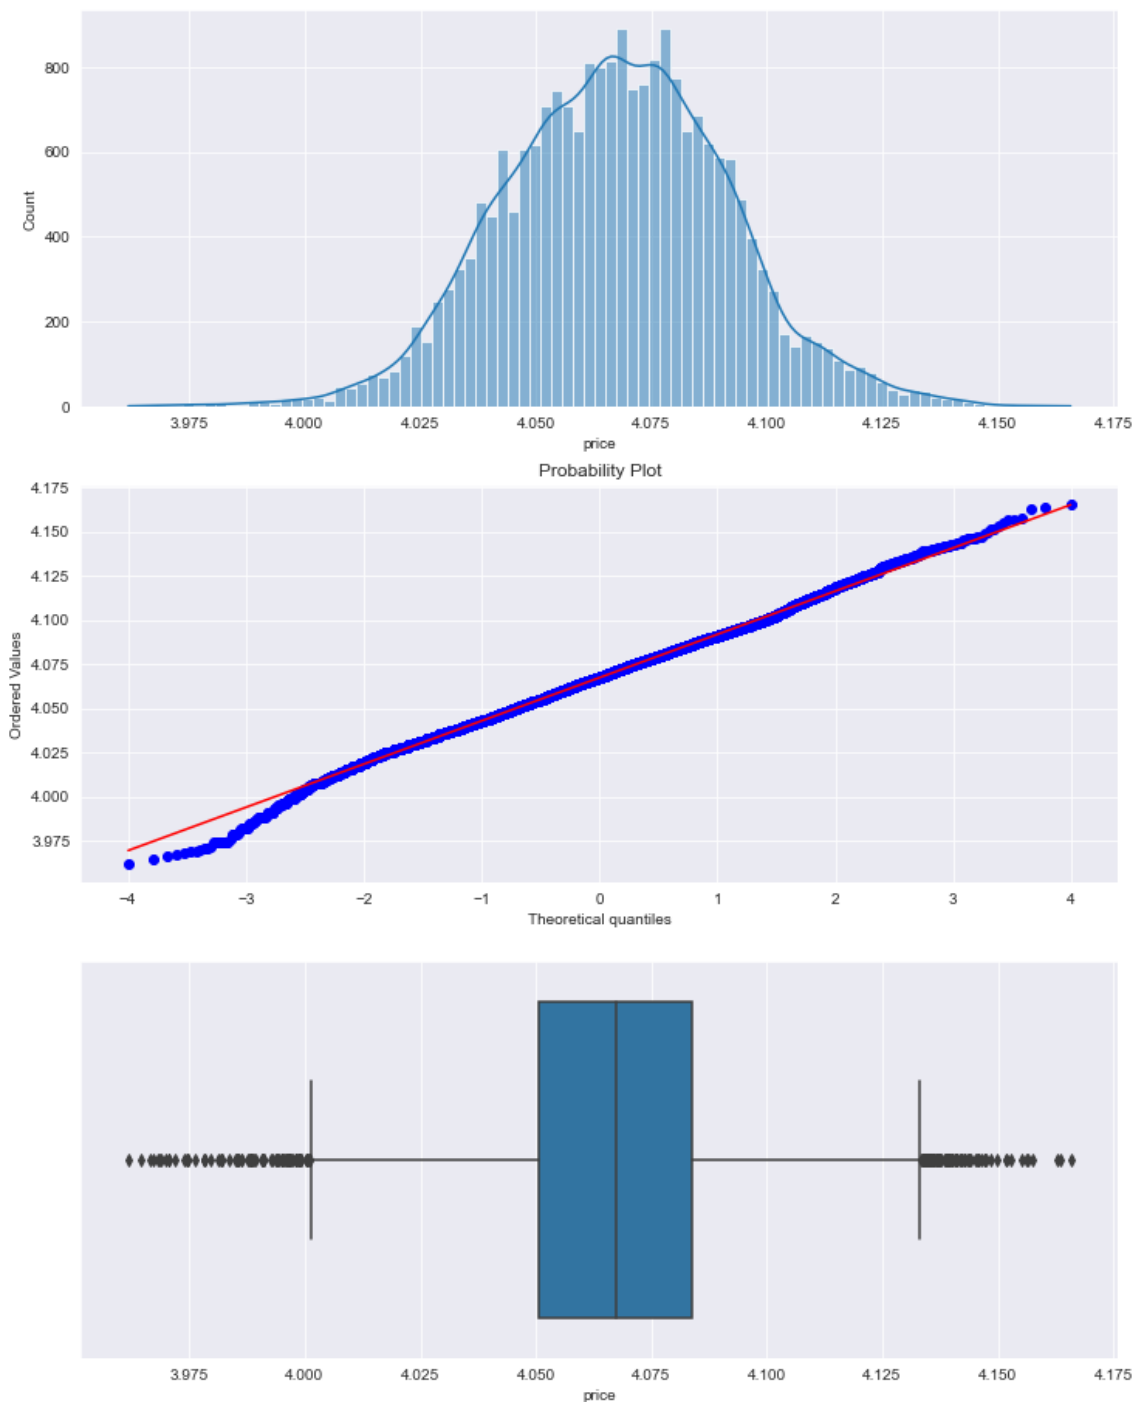 800
600
400
200
0
Count
3.975 4.000 4.025 4.050 4.075 4.100 4.125 4.150 4.175
price
Probability Plot
4.175
4.150
4.125
4.100
4.075
4.050
4.025
4.000
3.975
Ordered Values
−4 −3 −2 −1 0 1 2 3 4
Theoretical quantiles
3.975 4.000 4.025 4.050 4.075 4.100 4.125 4.150 4.175
price